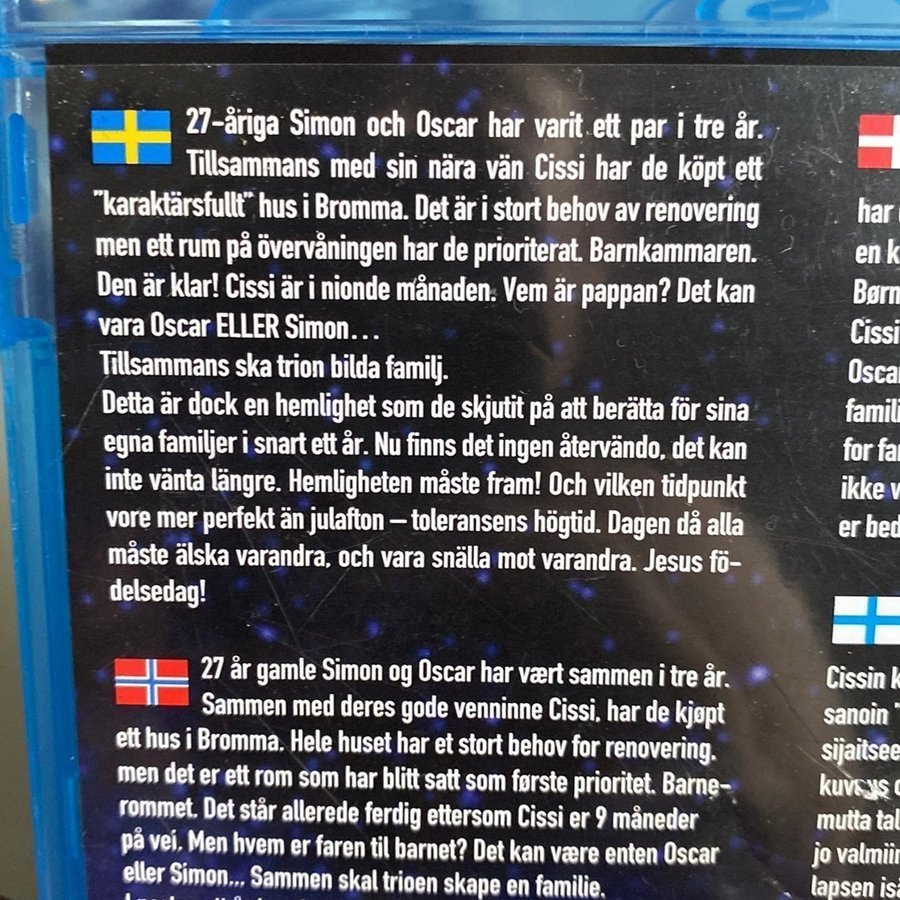 27-åriga Simon och Oscar har varit ett par i tre år.
Tillsammans med sin nära vän Cissi har de köpt ett
"karaktärsfullt" hus i Bromma. Det är i stort behov av renovering
men ett rum på övervåningen har de prioriterat. Barnkammaren.
Den är klar! Cissi är i nionde månaden. Vem är pappan? Det kan
vara Oscar ELLER Simon...
Tillsammans ska trion bilda familj.
Detta är dock en hemlighet som de skjutit på att berätta för sina
egna familjer i snart ett år. Nu finns det ingen återvändo, det kan
inte vänta längre. Hemligheten måste fram! Och vilken tidpunkt
vore mer perfekt än julafton – toleransens högtid. Dagen då alla
måste älska varandra, och vara snälla mot varandra. Jesus fö-
delsedag!
27 år gamle Simon og Oscar har vært sammen i tre år.
Sammen med deres gode venninne Cissi, har de kjøpt
ett hus i Bromma. Hele huset har et stort behov for renovering,
men det er ett rom som har blitt satt som første prioritet. Barne-
rommet. Det står allerede ferdig ettersom Cissi er 9 måneder
på vei. Men hvem er faren til barnet? Det kan være enten Oscar
eller Simon... Sammen skal trioen skape en familie.
har
en k
Børn
Cissi
Osca
famili
for fa
ikke v
er bed
Cissin k
sanoin "
sijaitsee
mutta tal
jo valmiin
lapsen isä